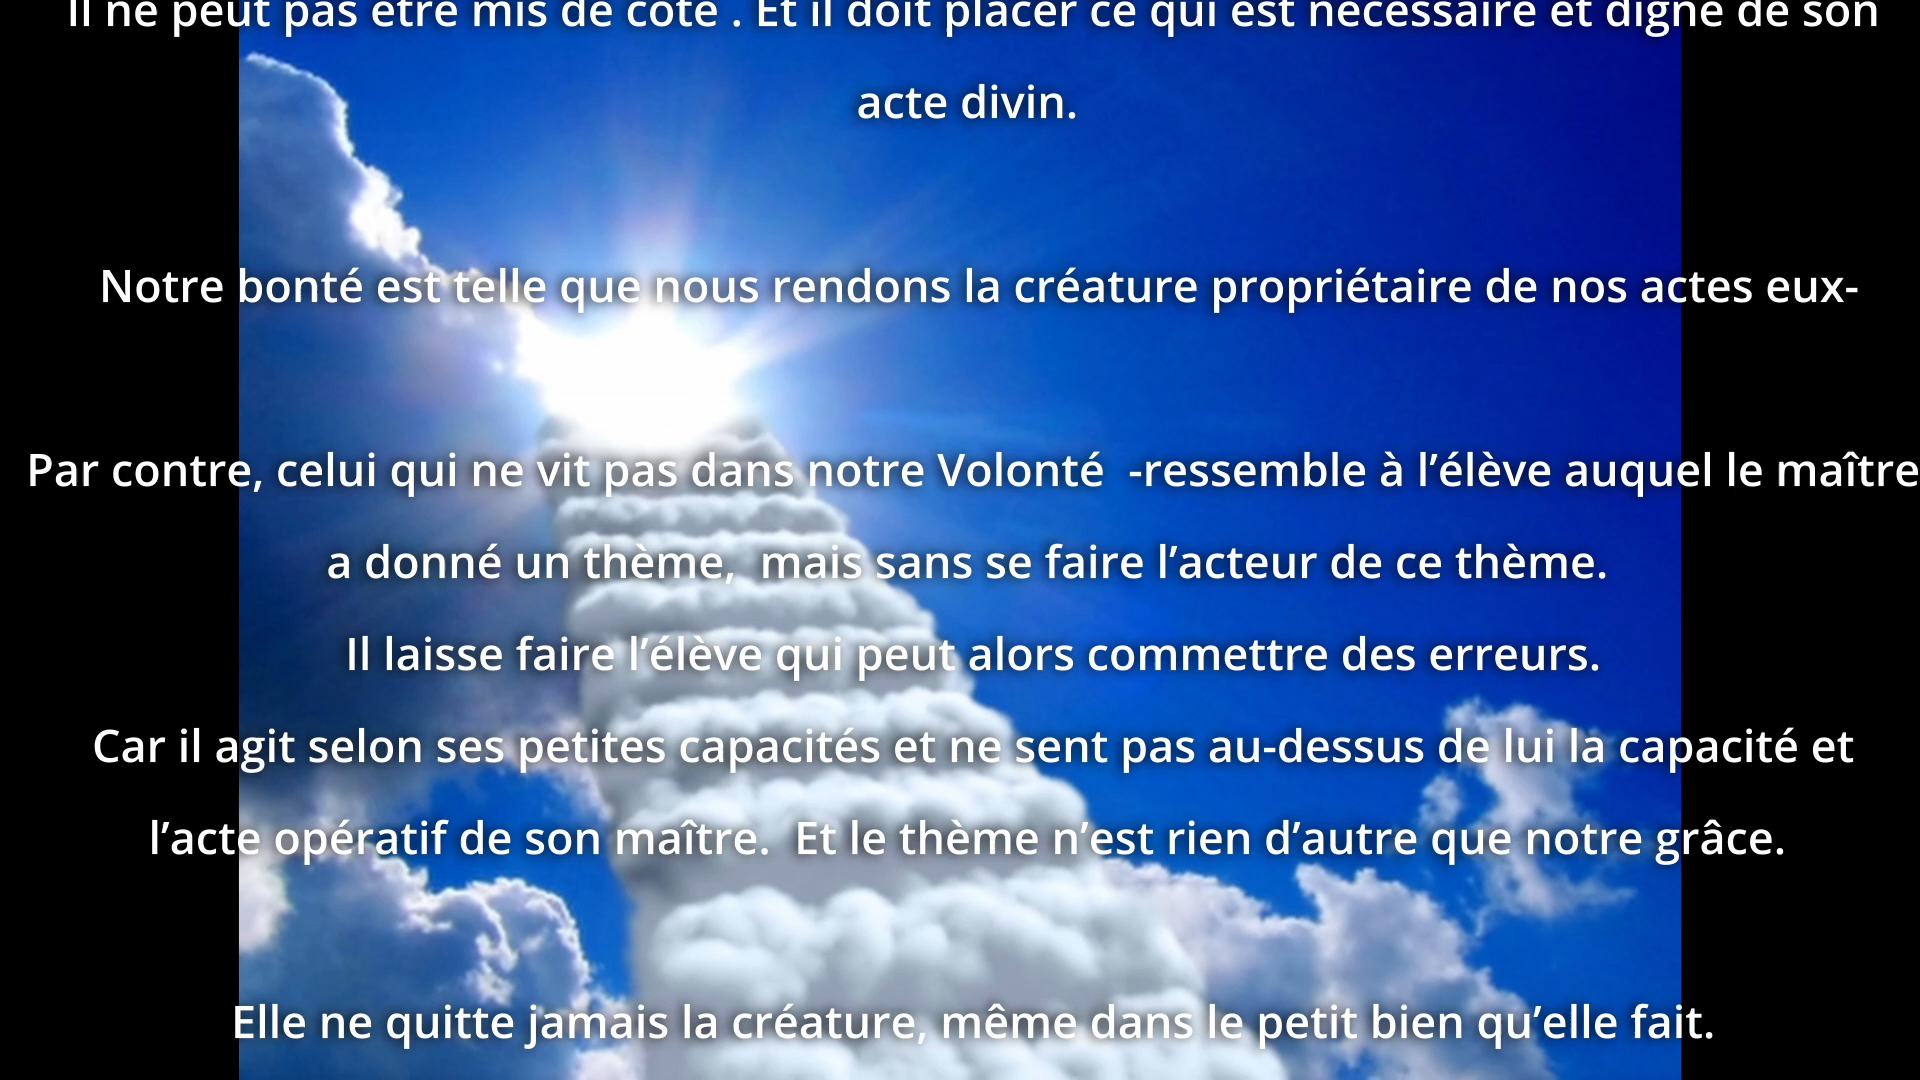 Il ne peut pas être mis de côté . Et il doit placer ce qui est nécessaire et digne de son
acte divin.
Notre bonté est telle que nous rendons la créature propriétaire de nos actes eux-
Par contre, celui qui ne vit pas dans notre Volonté  -ressemble à l’élève auquel le maître
a donné un thème,  mais sans se faire l’acteur de ce thème.
Il laisse faire l’élève qui peut alors commettre des erreurs.
Car il agit selon ses petites capacités et ne sent pas au-dessus de lui la capacité et
l’acte opératif de son maître.  Et le thème n’est rien d’autre que notre grâce.
Elle ne quitte jamais la créature, même dans le petit bien qu’elle fait.